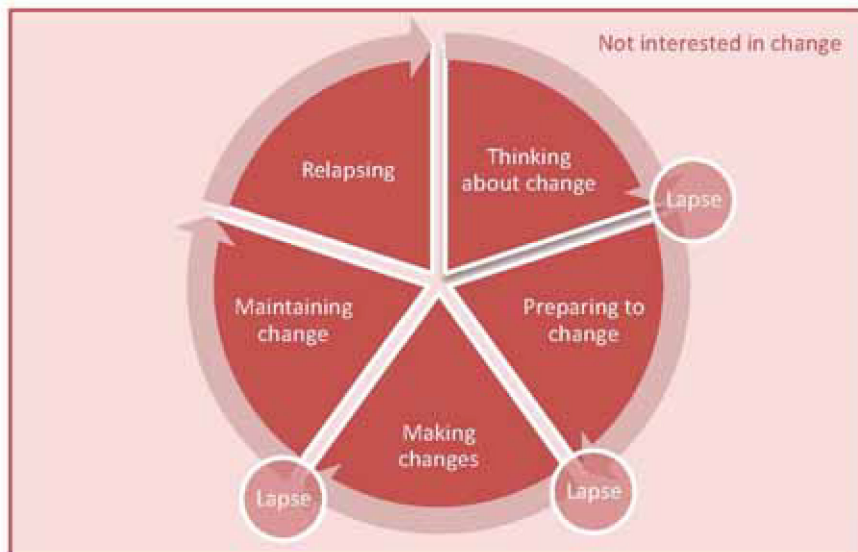 Not interested in change
Thinking
about change
Lapse
Preparing to
change
Lapse
Making
changes
Lapse
Maintaining
change
Relapsing